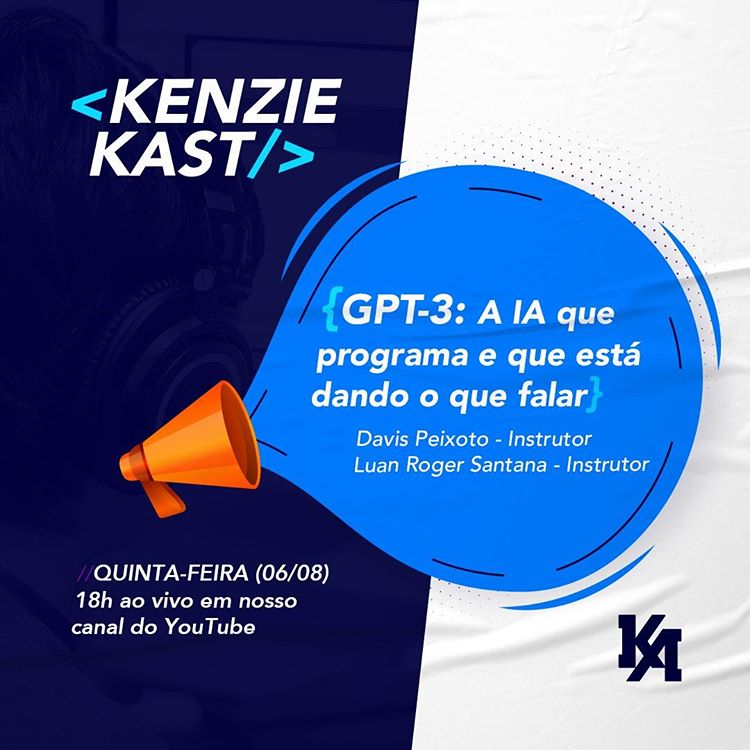 <KENZIE
KAST/>
{GPT-3: A IA que
programa e que está
dando o que falar}
Davis Peixoto - Instrutor
Luan Roger Santana - Instrutor
//QUINTA-FEIRA (06/08)
18h ao vivo em nosso
canal do YouTube
KA